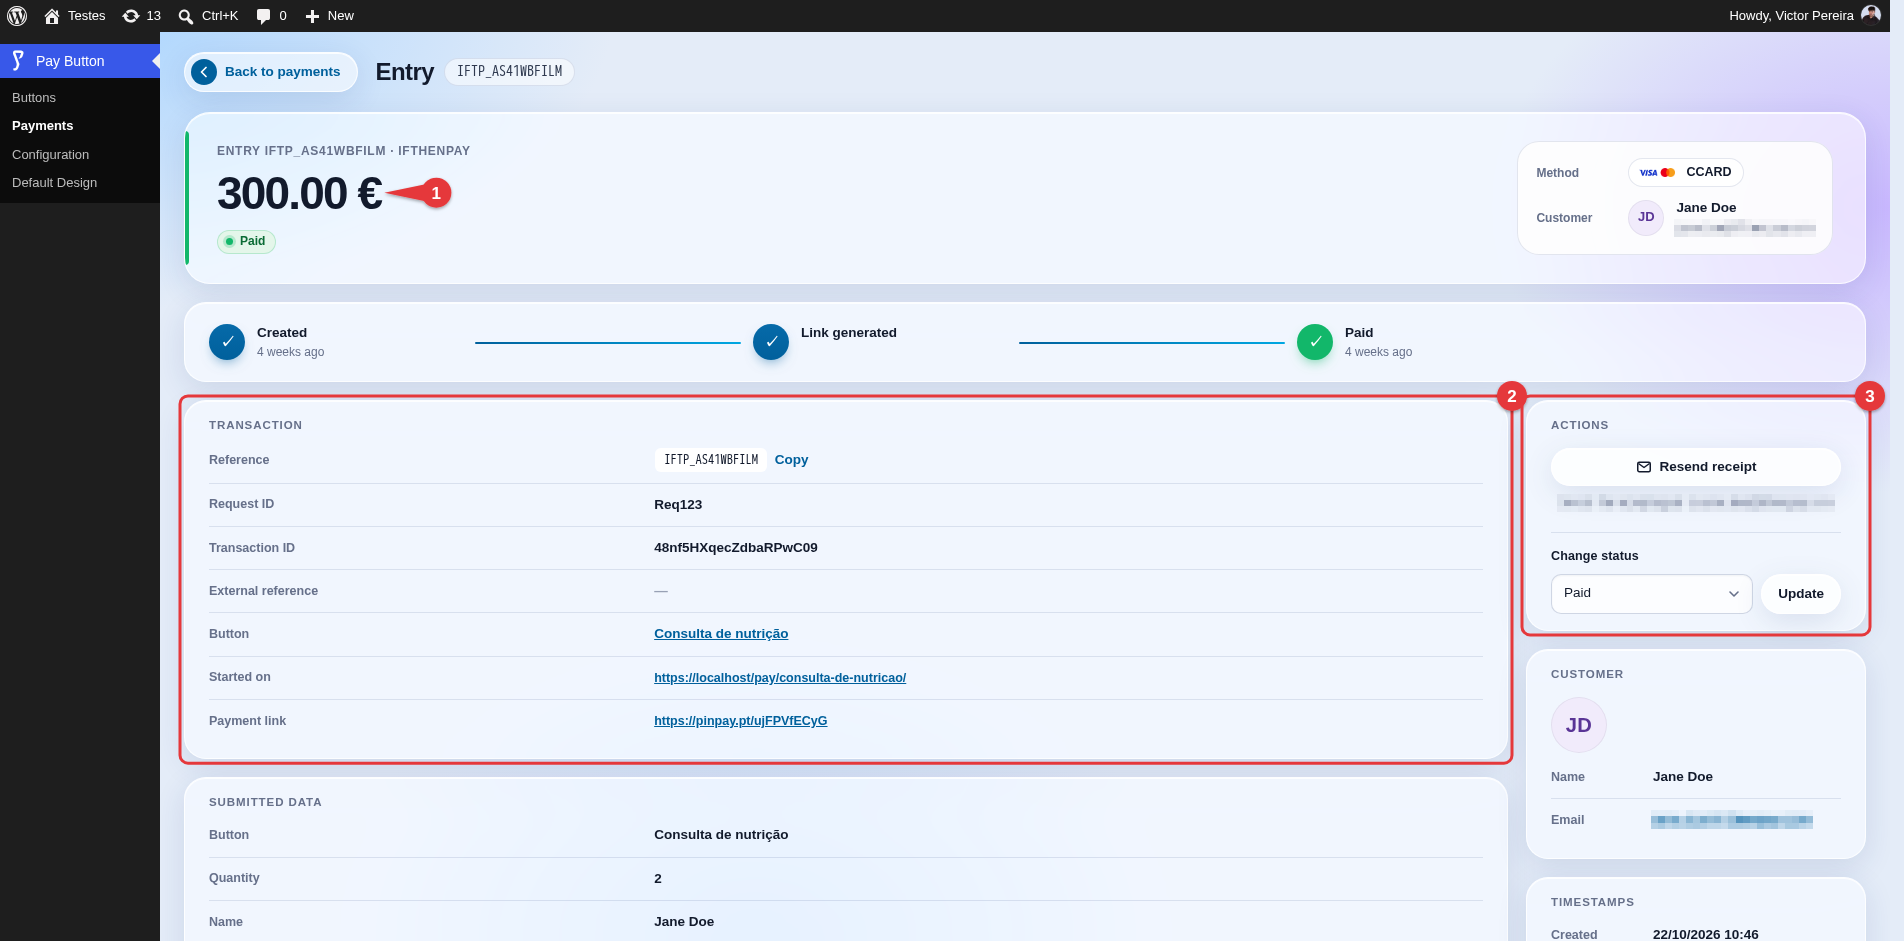 Testes 13 Ctrl+K 0 New Howdy, Victor Pereira
Pay Button
Buttons
Payments
Configuration
Default Design
Back to payments Entry IFTP_AS41WBFILM
ENTRY IFTP_AS41WBFILM · IFTHENPAY
300.00 € 1
Paid
Method VISA CCARD
Customer JD Jane Doe
Created
4 weeks ago
Link generated
Paid
4 weeks ago
2
3
TRANSACTION
Reference IFTP_AS41WBFILM Copy
Request ID Req123
Transaction ID 48nf5HXqecZdbaRPwC09
External reference —
Button Consulta de nutrição
Started on https://localhost/pay/consulta-de-nutricao/
Payment link https://pinpay.pt/ujFPVfECyG
ACTIONS
Resend receipt
Change status
Paid Update
CUSTOMER
JD
Name Jane Doe
Email
SUBMITTED DATA
Button Consulta de nutrição
Quantity 2
Name Jane Doe
TIMESTAMPS
Created 22/10/2026 10:46